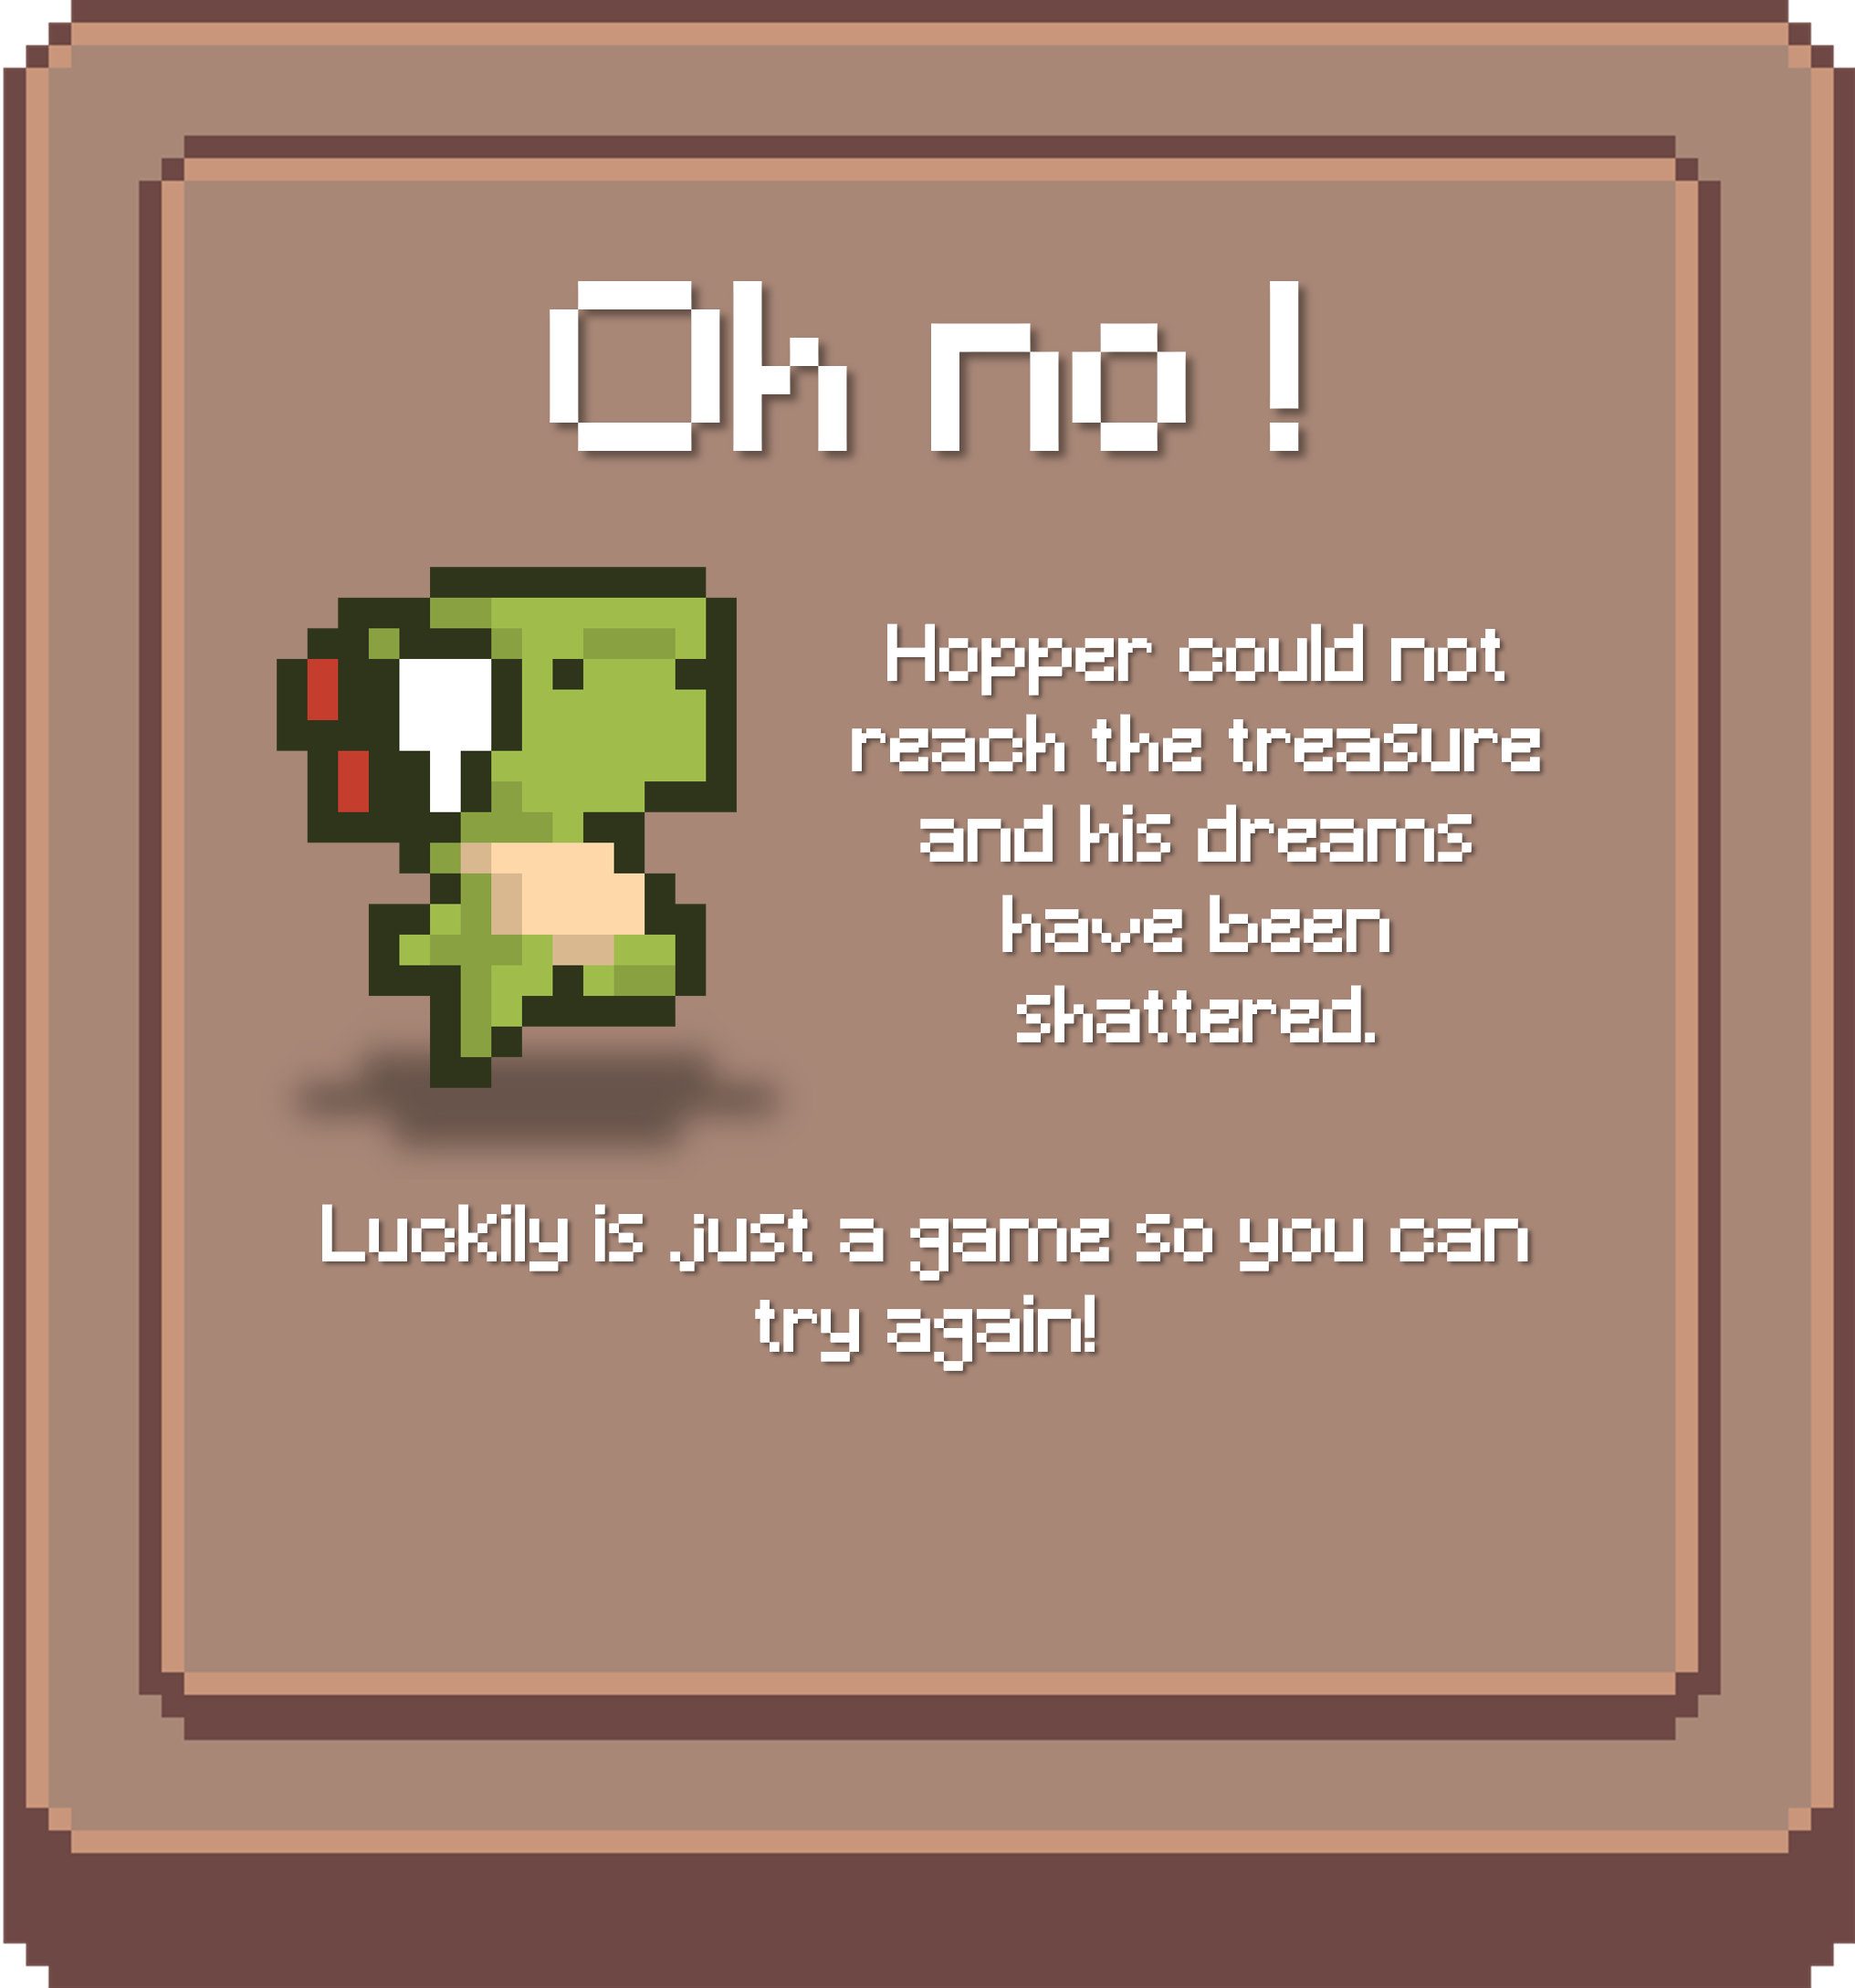 Oh no !
Hopper could not
reach the treasure
and his dreams
have been
shattered.
Luckily is just a game so you can
try again!